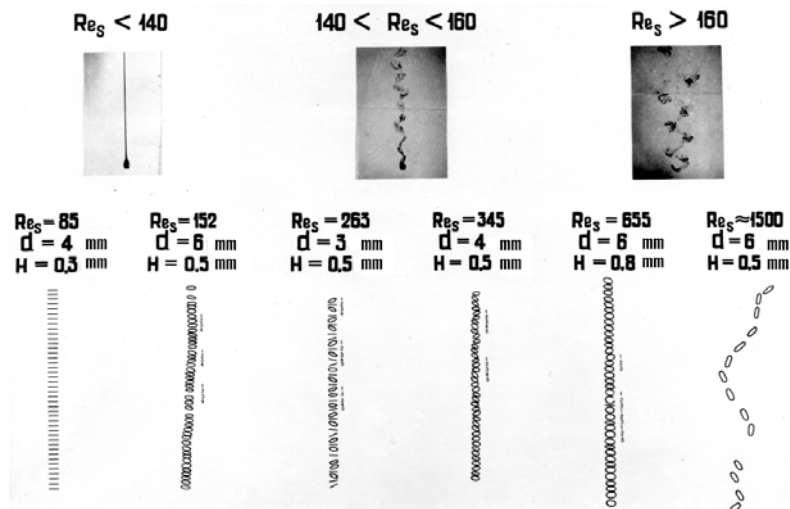 Re_S < 140 140 < Re_S < 160 Re_S > 160
Re_S = 85 Re_S = 152 Re_S = 263 Re_S = 345 Re_S = 655 Re_S ≈ 1500
d = 4 mm d = 6 mm d = 3 mm d = 4 mm d = 6 mm d = 6 mm
H = 0.3 mm H = 0.5 mm H = 0.5 mm H = 0.5 mm H = 0.8 mm H = 0.5 mm